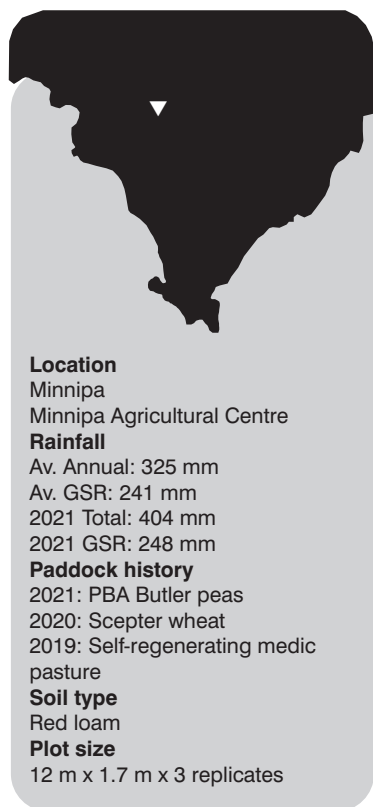 Location
Minnipa
Minnipa Agricultural Centre
Rainfall
Av. Annual: 325 mm
Av. GSR: 241 mm
2021 Total: 404 mm
2021 GSR: 248 mm
Paddock history
2021: PBA Butler peas
2020: Scepter wheat
2019: Self-regenerating medic
pasture
Soil type
Red loam
Plot size
12 m x 1.7 m x 3 replicates